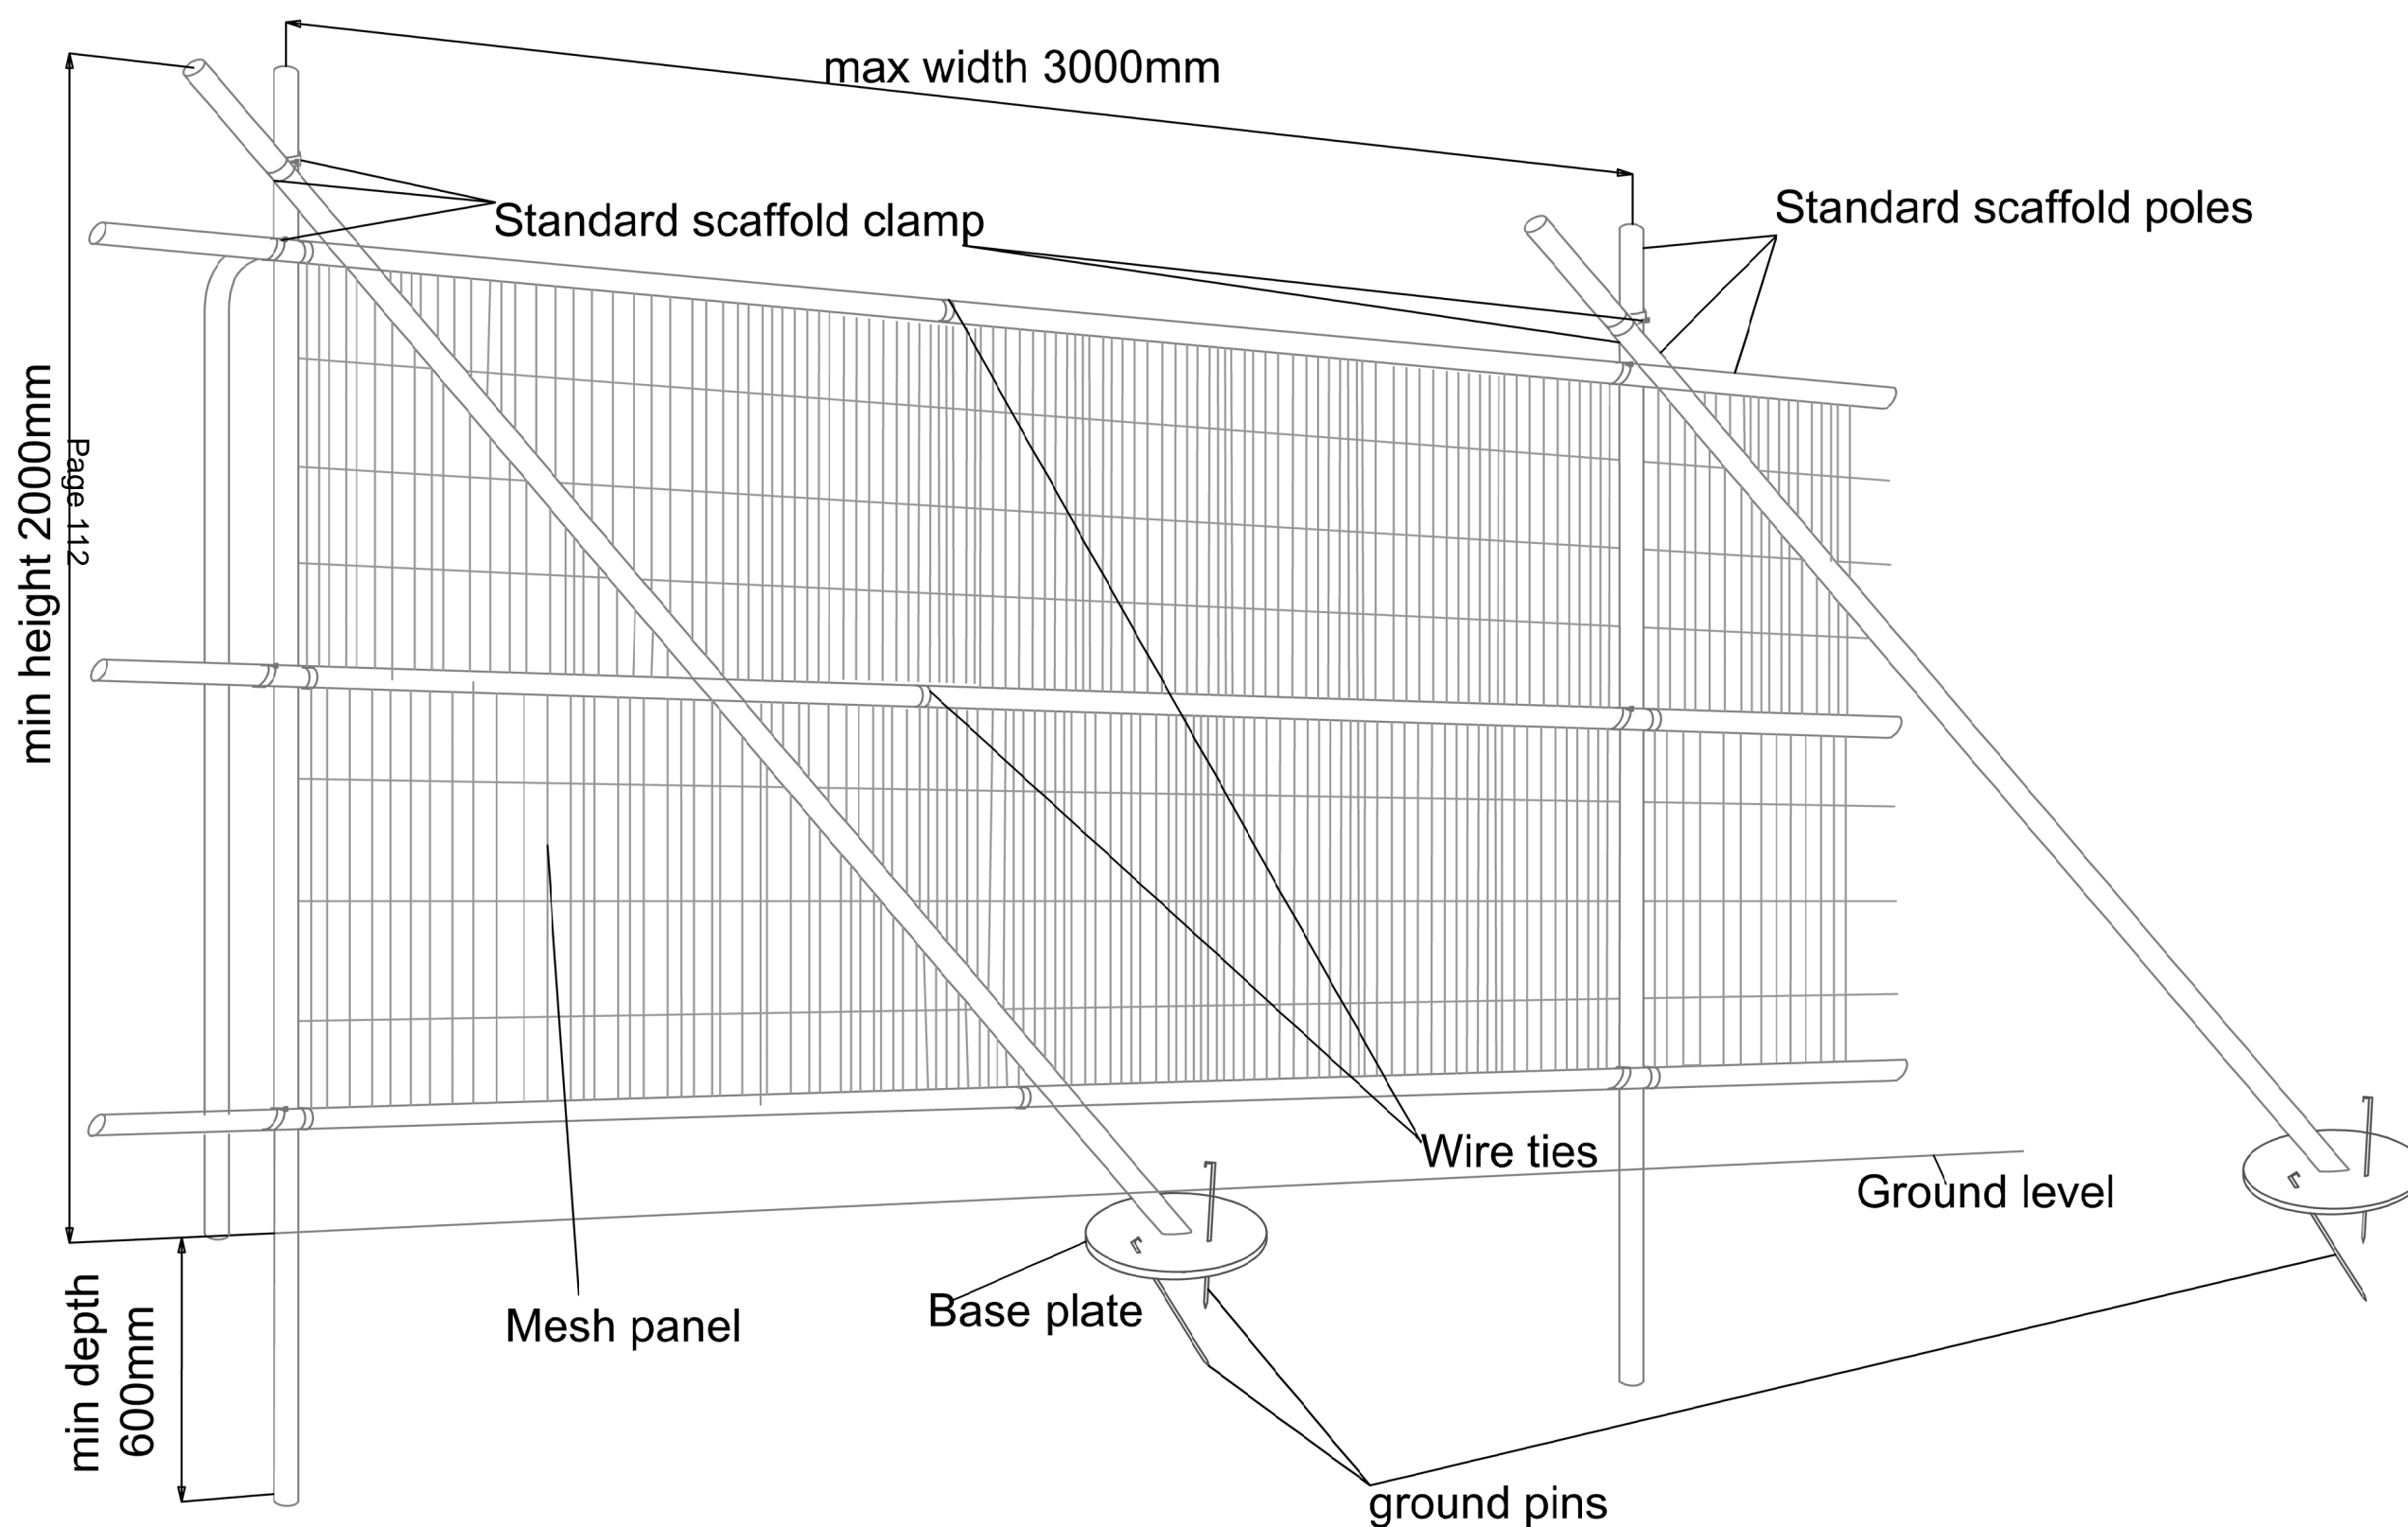 max width 3000mm
Standard scaffold poles
Standard scaffold clamp
min height 2000mm
Page 112
Wire ties
Ground level
Base plate
Mesh panel
min depth
600mm
ground pins